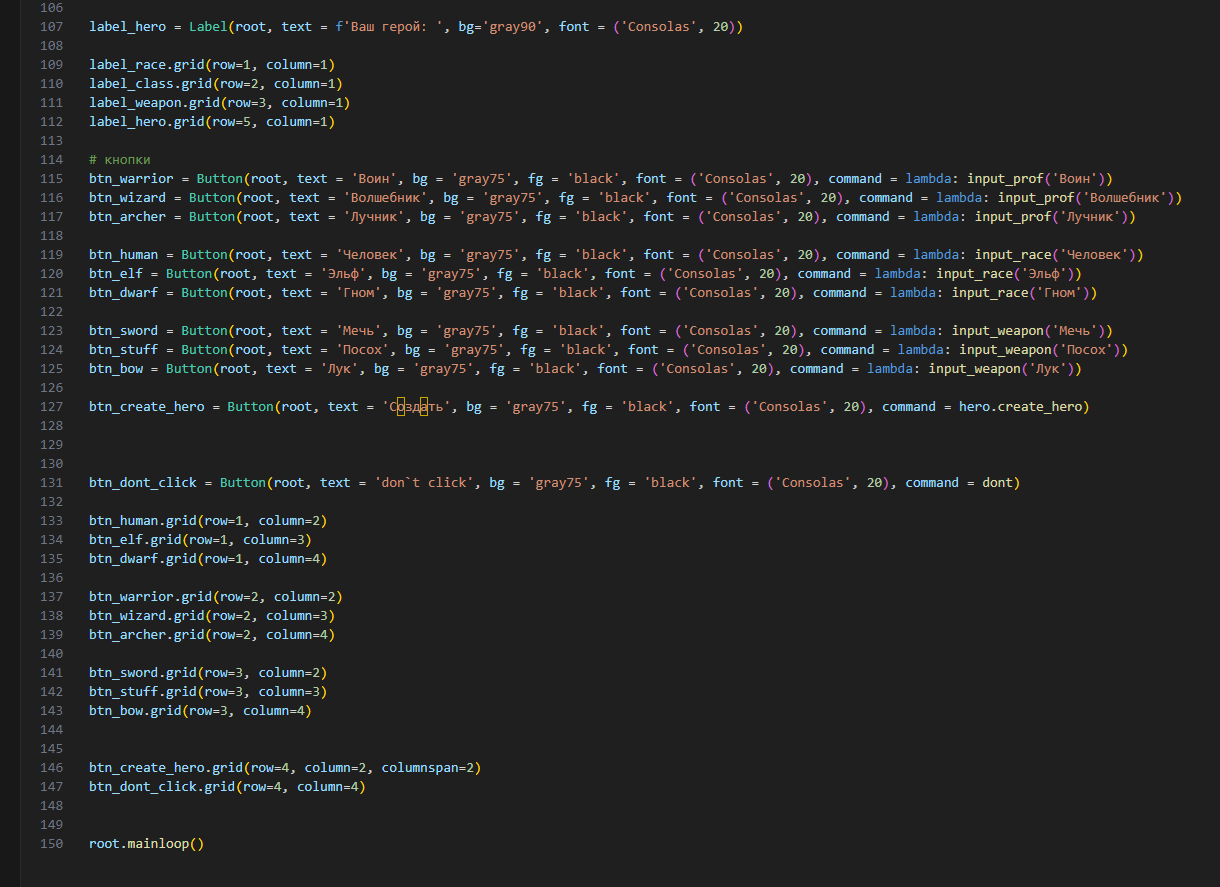 106
107 label_hero = Label(root, text = f'Ваш герой: ', bg='gray90', font = ('Consolas', 20))
108
109 label_race.grid(row=1, column=1)
110 label_class.grid(row=2, column=1)
111 label_weapon.grid(row=3, column=1)
112 label_hero.grid(row=5, column=1)
113
114 # кнопки
115 btn_warrior = Button(root, text = 'Воин', bg = 'gray75', fg = 'black', font = ('Consolas', 20), command = lambda: input_prof('Воин'))
116 btn_wizard = Button(root, text = 'Волшебник', bg = 'gray75', fg = 'black', font = ('Consolas', 20), command = lambda: input_prof('Волшебник'))
117 btn_archer = Button(root, text = 'Лучник', bg = 'gray75', fg = 'black', font = ('Consolas', 20), command = lambda: input_prof('Лучник'))
118
119 btn_human = Button(root, text = 'Человек', bg = 'gray75', fg = 'black', font = ('Consolas', 20), command = lambda: input_race('Человек'))
120 btn_elf = Button(root, text = 'Эльф', bg = 'gray75', fg = 'black', font = ('Consolas', 20), command = lambda: input_race('Эльф'))
121 btn_dwarf = Button(root, text = 'Гном', bg = 'gray75', fg = 'black', font = ('Consolas', 20), command = lambda: input_race('Гном'))
122
123 btn_sword = Button(root, text = 'Мечь', bg = 'gray75', fg = 'black', font = ('Consolas', 20), command = lambda: input_weapon('Мечь'))
124 btn_stuff = Button(root, text = 'Посох', bg = 'gray75', fg = 'black', font = ('Consolas', 20), command = lambda: input_weapon('Посох'))
125 btn_bow = Button(root, text = 'Лук', bg = 'gray75', fg = 'black', font = ('Consolas', 20), command = lambda: input_weapon('Лук'))
126
127 btn_create_hero = Button(root, text = 'Создать', bg = 'gray75', fg = 'black', font = ('Consolas', 20), command = hero.create_hero)
128
129
130
131 btn_dont_click = Button(root, text = 'don`t click', bg = 'gray75', fg = 'black', font = ('Consolas', 20), command = dont)
132
133 btn_human.grid(row=1, column=2)
134 btn_elf.grid(row=1, column=3)
135 btn_dwarf.grid(row=1, column=4)
136
137 btn_warrior.grid(row=2, column=2)
138 btn_wizard.grid(row=2, column=3)
139 btn_archer.grid(row=2, column=4)
140
141 btn_sword.grid(row=3, column=2)
142 btn_stuff.grid(row=3, column=3)
143 btn_bow.grid(row=3, column=4)
144
145
146 btn_create_hero.grid(row=4, column=2, columnspan=2)
147 btn_dont_click.grid(row=4, column=4)
148
149
150 root.mainloop()